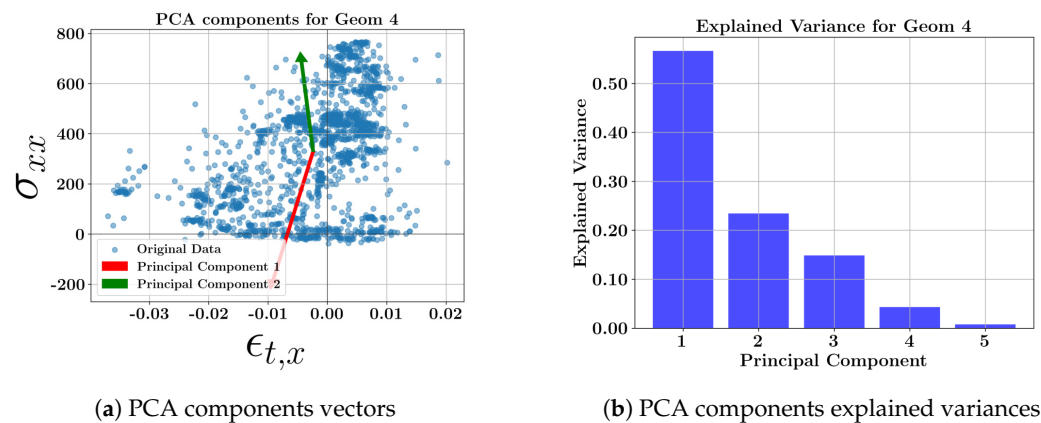 PCA components for Geom 4
800
600
400
200
0
-200
σxx
-0.03 -0.02 -0.01 0.00 0.01 0.02
ϵt,x
Original Data
Principal Component 1
Principal Component 2
(a) PCA components vectors
Explained Variance for Geom 4
0.50
0.40
0.30
0.20
0.10
0.00
Explained Variance
1 2 3 4 5
Principal Component
(b) PCA components explained variances